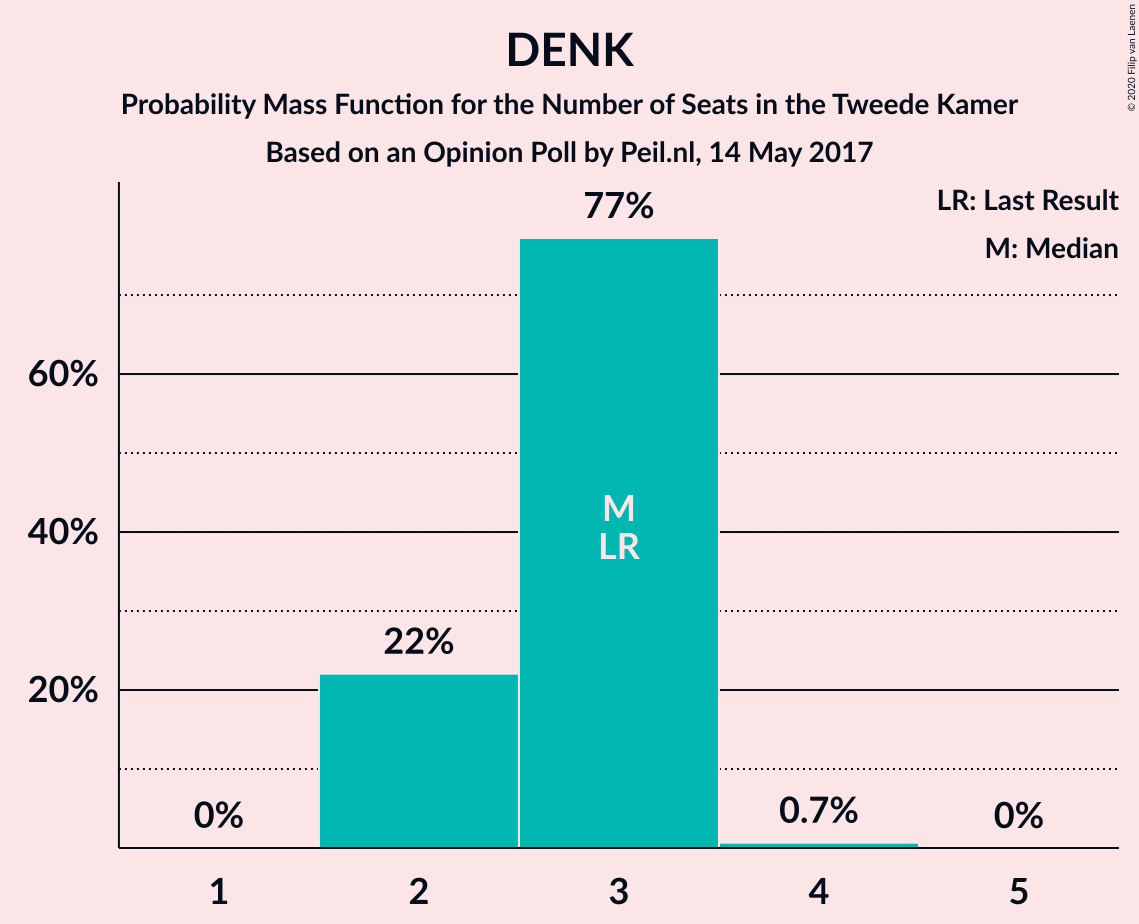 DENK
Probability Mass Function for the Number of Seats in the Tweede Kamer
Based on an Opinion Poll by Peil.nl, 14 May 2017
© 2020 Filip van Laenen
LR: Last Result
M: Median
77%
60%
M
40%
LR
22%
20%
0%
0.7%
0%
1 2 3 4 5